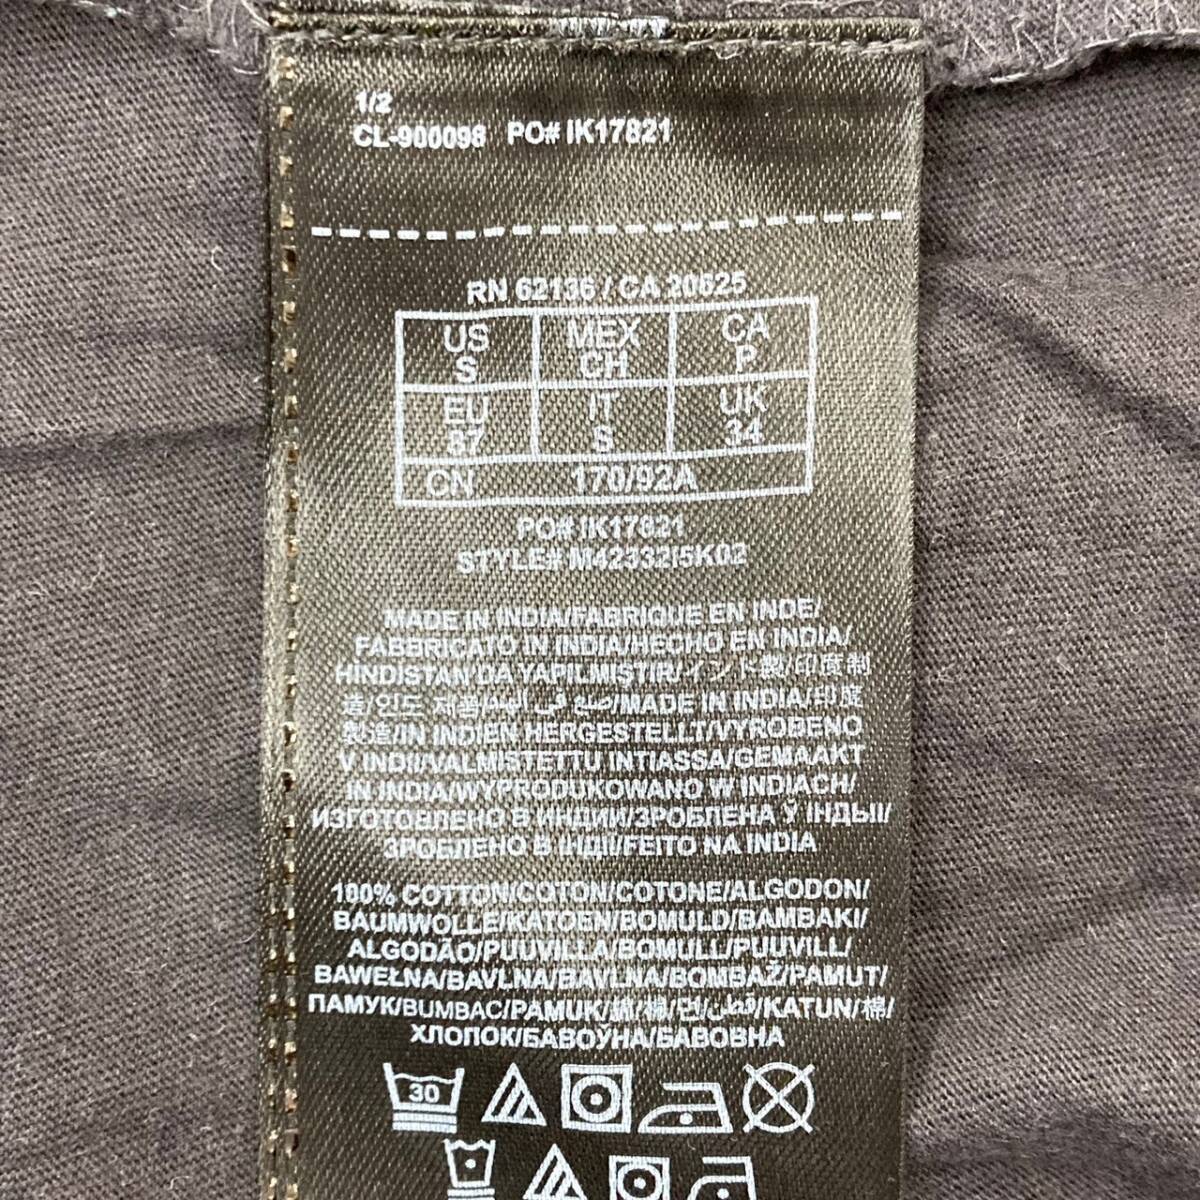 1/2
CL-900098 PO# IK17821
RN 62136 / CA 20625
US MEX CA
S CH P
EU IT UK
37 S 34
CN 170/92A
PO# IK17821
STYLE# M42332I5K02
MADE IN INDIA/FABRIQUE EN INDE/
FABBRICATO IN INDIA/HECHO EN INDIA/
HINDISTAN'DA YAPILMISTIR/インド製/印度制
造/인도 제품/صنع في الهند/MADE IN INDIA/印度
製造/IN INDIEN HERGESTELLT/VYROBENO
V INDII/VALMISTETTU INTIASSA/GEMAAKT
IN INDIA/WYPRODUKOWANO W INDIACH/
ИЗГОТОВЛЕНО В ИНДИИ/ЗРОБЛЕНА Ў ІНДЫІ/
ЗРОБЛЕНО В ІНДІЇ/FEITO NA INDIA
100% COTTON/COTON/COTONE/ALGODON/
BAUMWOLLE/KATOEN/BOMULD/BAMBAKI/
ALGODÃO/PUUVILLA/BOMULL/PUUVILL/
BAWEŁNA/BAVLNA/BAVLNA/BOMBAŽ/PAMUT/
ПАМУК/BUMBAC/PAMUK/綿/棉/면/قطن/KATUN/棉/
ХЛОПОК/БАВОЎНА/БАВОВНА
30